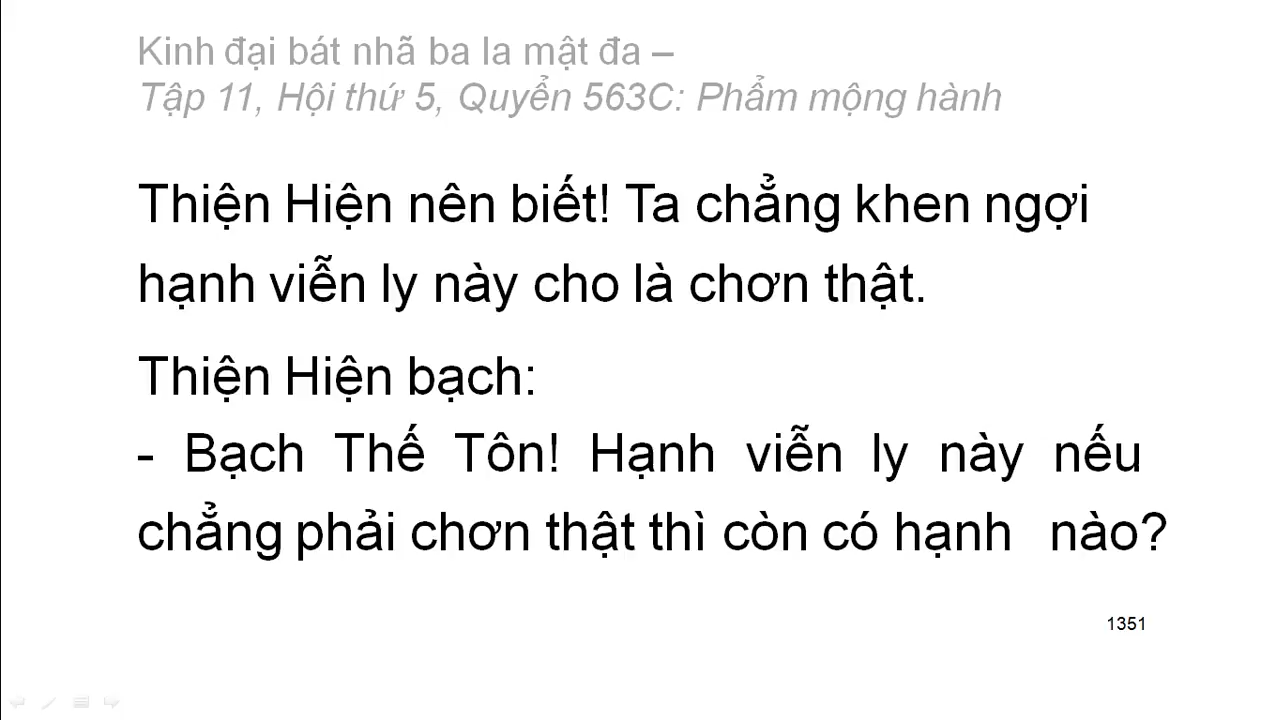 Kinh đại bát nhã ba la mật đa –
Tập 11, Hội thứ 5, Quyển 563C: Phẩm mộng hành
Thiện Hiện nên biết! Ta chẳng khen ngợi
hạnh viễn ly này cho là chơn thật.
Thiện Hiện bạch:
- Bạch Thế Tôn! Hạnh viễn ly này nếu
chẳng phải chơn thật thì còn có hạnh nào?
1351